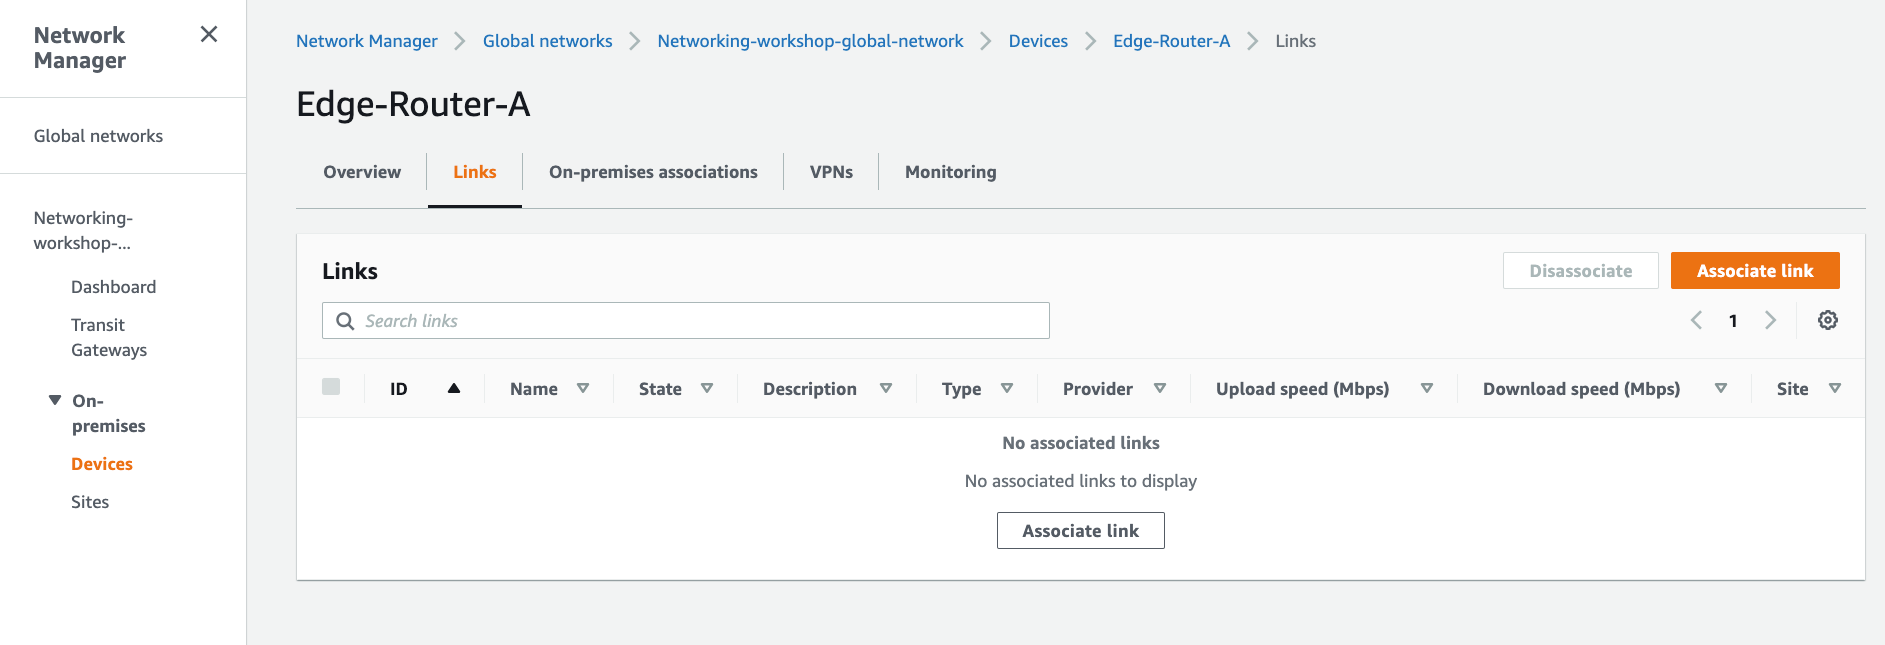 Network
Manager
Global networks
Networking-
workshop-...
Dashboard
Transit
Gateways
On-
premises
Devices
Sites
Network Manager Global networks Networking-workshop-global-network Devices Edge-Router-A Links
Edge-Router-A
Overview Links On-premises associations VPNs Monitoring
Links
Disassociate Associate link
Search links
1
ID Name State Description Type Provider Upload speed (Mbps) Download speed (Mbps) Site
No associated links
No associated links to display
Associate link